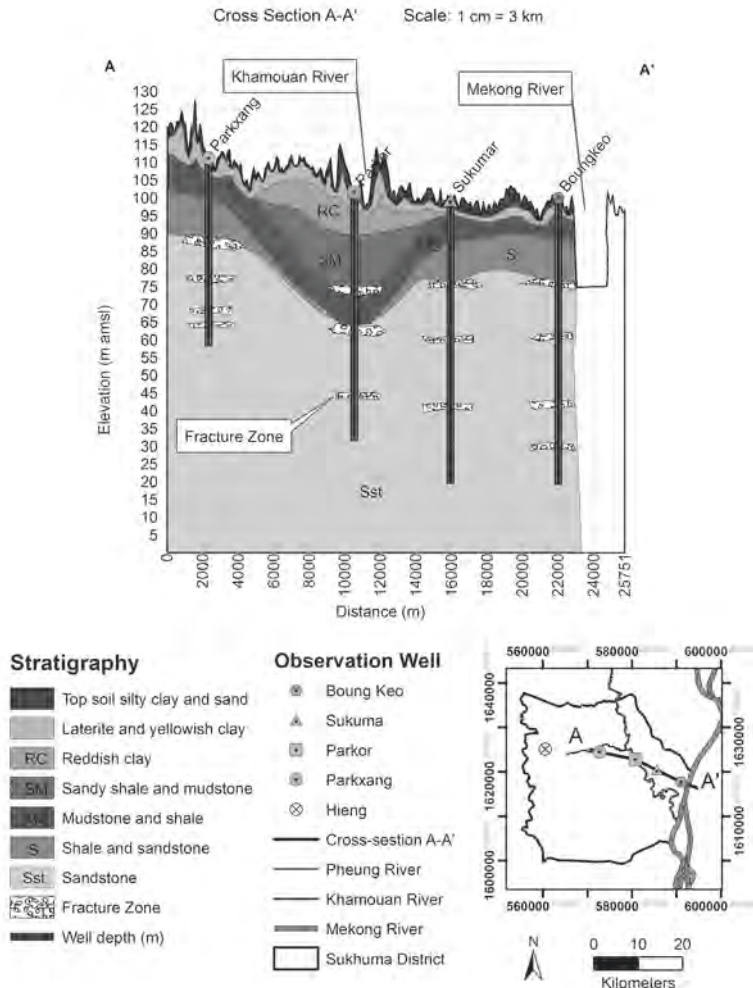 Cross Section A-A' Scale: 1 cm = 3 km
A
A'
Khamouan River
Mekong River
Parkxang
Sukumar
Boungkeo
130
125
120
115
110
105
100
95
90
85
80
75
70
65
60
55
50
45
40
35
30
25
20
15
10
5
Elevation (m amsl)
RC
SM
S
Fracture Zone
Sst
0
2000
4000
6000
8000
10000
12000
14000
16000
18000
20000
22000
24000
25751
Distance (m)
Stratigraphy
Top soil silty clay and sand
Laterite and yellowish clay
RC Reddish clay
SM Sandy shale and mudstone
Mudstone and shale
S Shale and sandstone
Sst Sandstone
Fracture Zone
Well depth (m)
Observation Well
Boung Keo
Sukuma
Parkor
Parkxang
Hieng
Cross-section A-A'
Pheung River
Khamouan River
Mekong River
Sukhuma District
560000 580000 600000
1640000
1620000
1600000
1630000
1610000
A
A'
560000 580000 600000
N
0 10 20
Kilometers